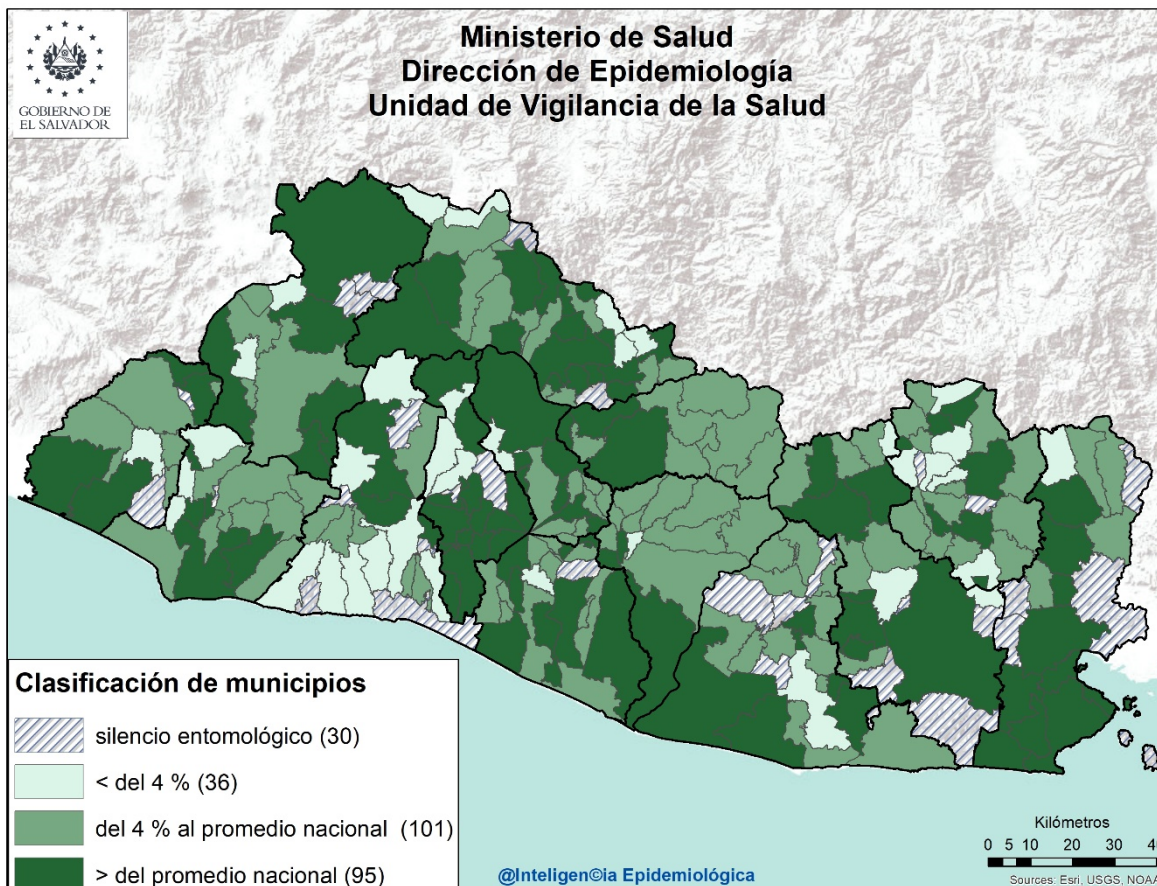 GOBIERNO DE
EL SALVADOR
Ministerio de Salud
Dirección de Epidemiología
Unidad de Vigilancia de la Salud
Clasificación de municipios
silencio entomológico (30)
< del 4 % (36)
del 4 % al promedio nacional (101)
> del promedio nacional (95)
@Inteligen©ia Epidemiológica
Kilómetros
0 5 10 20 30 40
Sources: Esri, USGS, NOAA